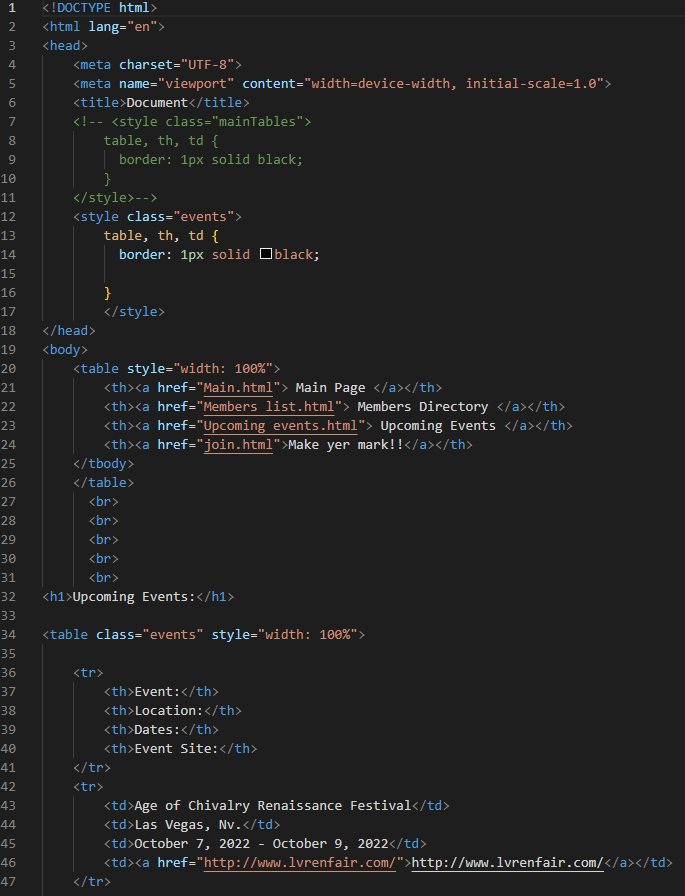 1 <!DOCTYPE html>
2 <html lang="en">
3 <head>
4 <meta charset="UTF-8">
5 <meta name="viewport" content="width=device-width, initial-scale=1.0">
6 <title>Document</title>
7 <!-- <style class="mainTables">
8 table, th, td {
9 border: 1px solid black;
10 }
11 </style>-->
12 <style class="events">
13 table, th, td {
14 border: 1px solid black;
15
16 }
17 </style>
18 </head>
19 <body>
20 <table style="width: 100%">
21 <th><a href="Main.html"> Main Page </a></th>
22 <th><a href="Members list.html"> Members Directory </a></th>
23 <th><a href="Upcoming events.html"> Upcoming Events </a></th>
24 <th><a href="join.html">Make yer mark!!</a></th>
25 </tbody>
26 </table>
27 <br>
28 <br>
29 <br>
30 <br>
31 <br>
32 <h1>Upcoming Events:</h1>
33
34 <table class="events" style="width: 100%">
35
36 <tr>
37 <th>Event:</th>
38 <th>Location:</th>
39 <th>Dates:</th>
40 <th>Event Site:</th>
41 </tr>
42 <tr>
43 <td>Age of Chivalry Renaissance Festival</td>
44 <td>Las Vegas, Nv.</td>
45 <td>October 7, 2022 - October 9, 2022</td>
46 <td><a href="http://www.lvrenfair.com/">http://www.lvrenfair.com/</a></td>
47 </tr>